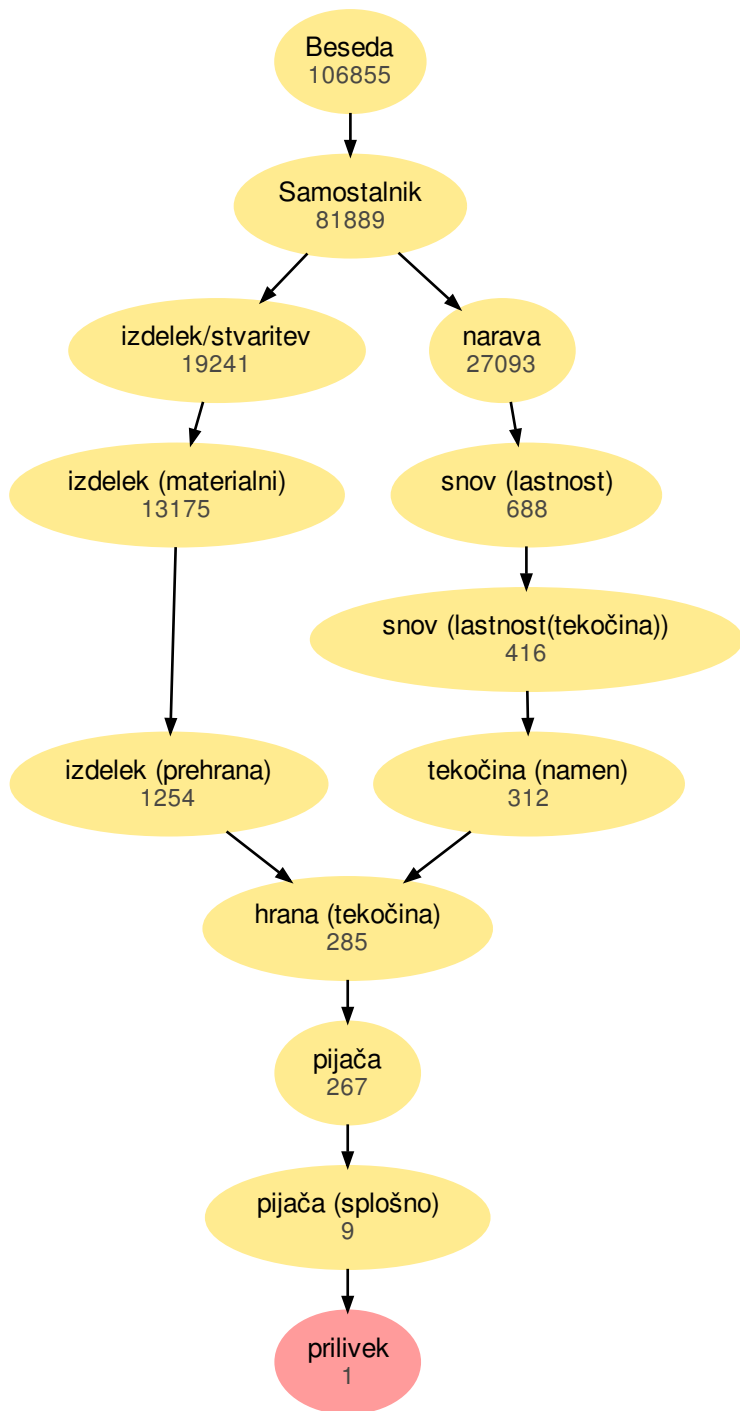 Beseda
106855
Samostalnik
81889
izdelek/stvaritev
19241
narava
27093
izdelek (materialni)
13175
snov (lastnost)
688
snov (lastnost(tekočina))
416
izdelek (prehrana)
1254
tekočina (namen)
312
hrana (tekočina)
285
pijača
267
pijača (splošno)
9
prilivek
1